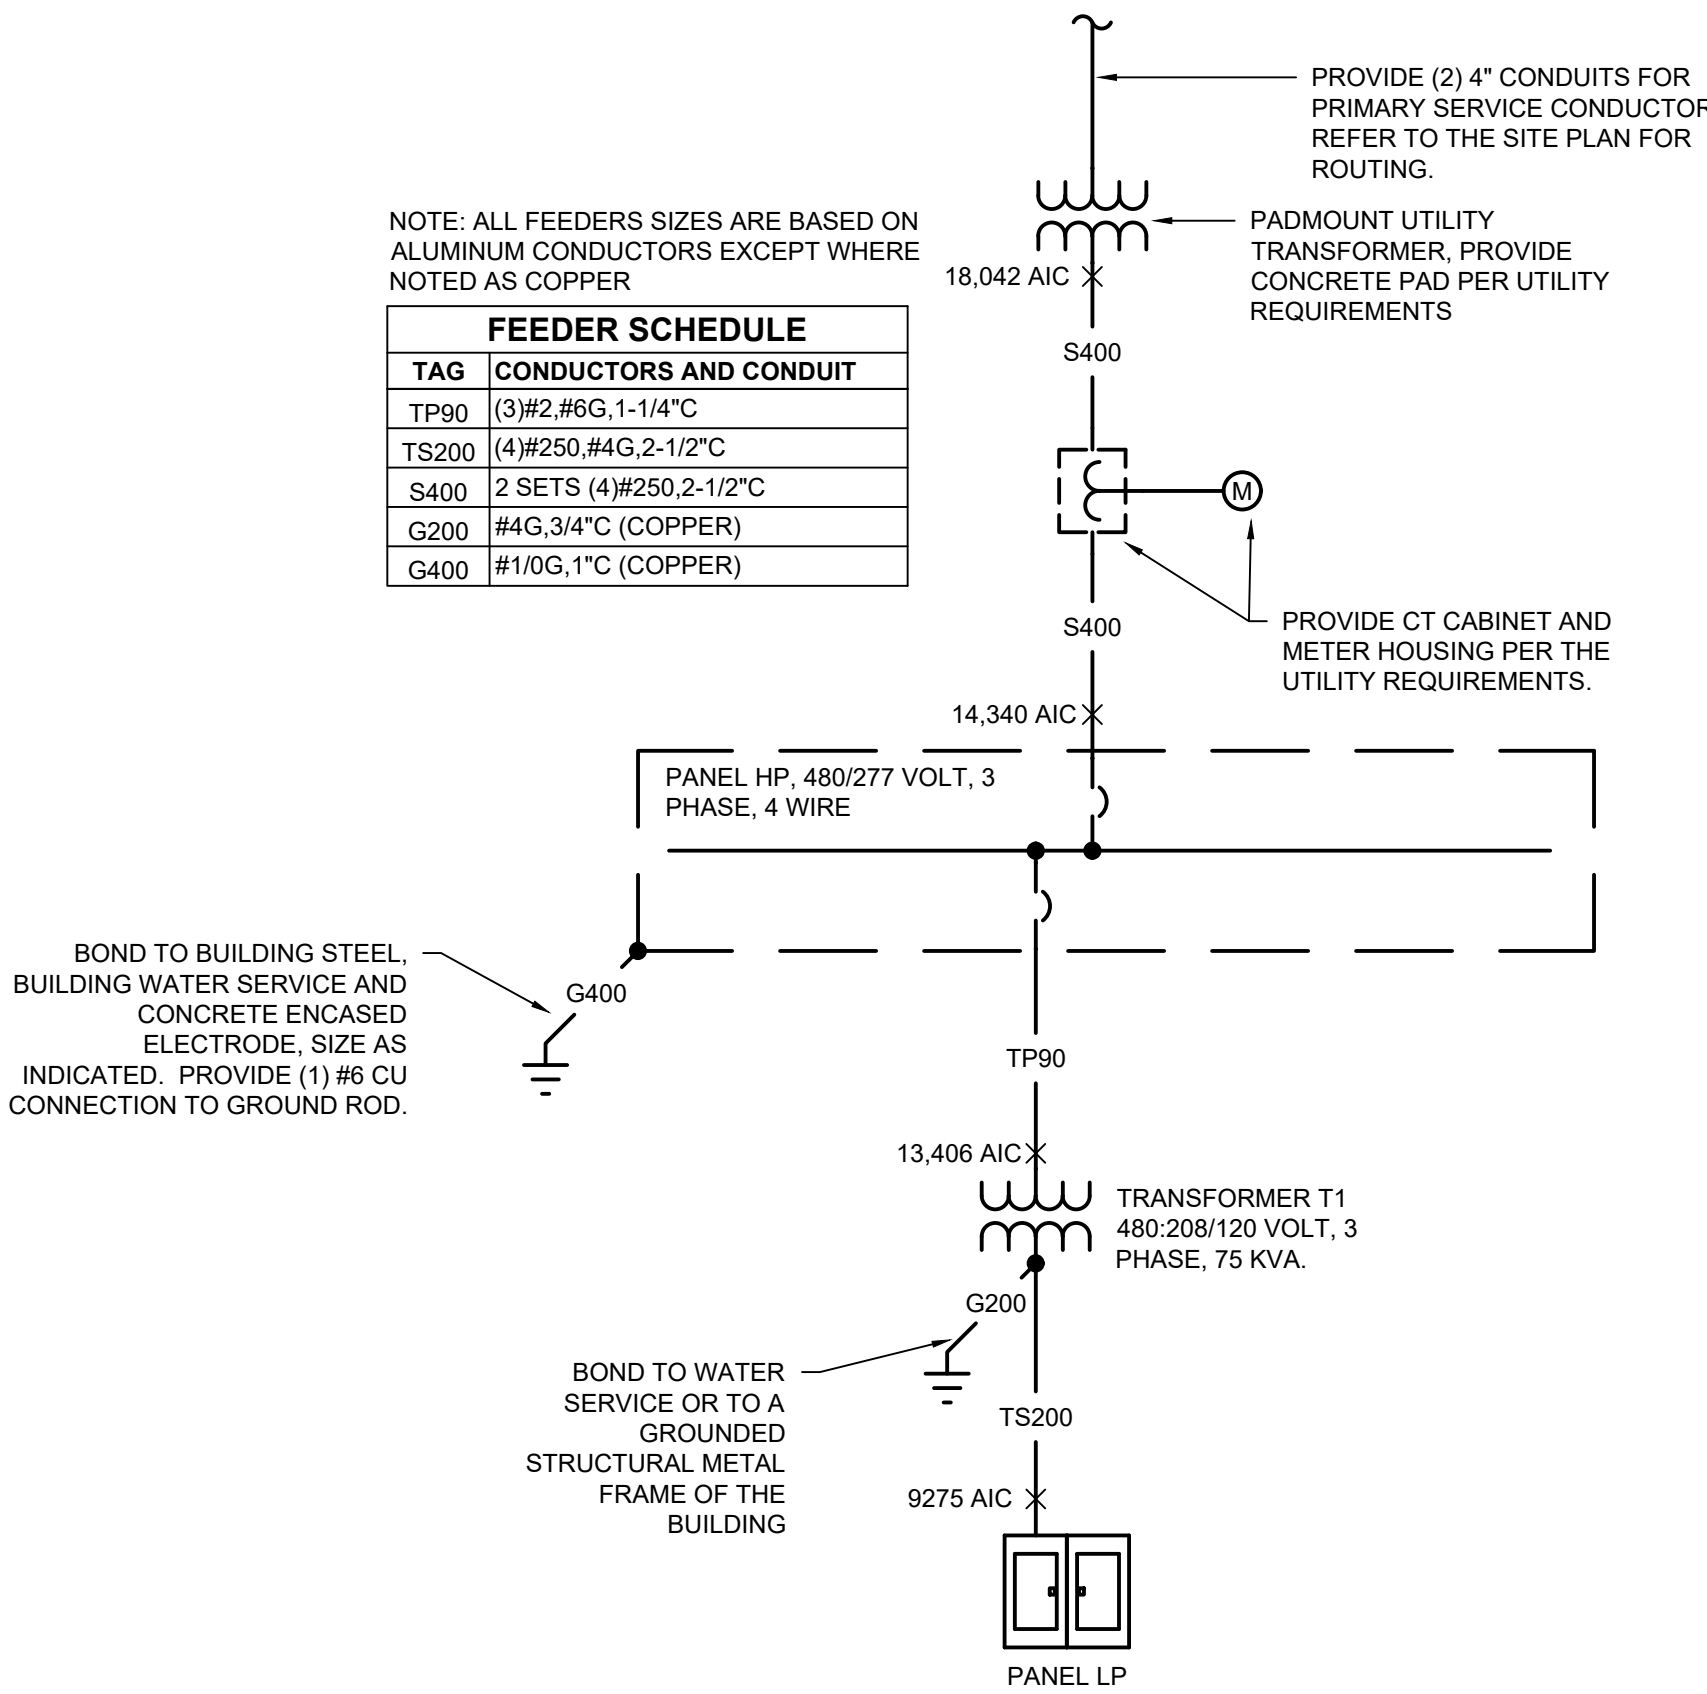 PROVIDE (2) 4" CONDUITS FOR
PRIMARY SERVICE CONDUCTOR
REFER TO THE SITE PLAN FOR
ROUTING.
NOTE: ALL FEEDERS SIZES ARE BASED ON
ALUMINUM CONDUCTORS EXCEPT WHERE
NOTED AS COPPER
PADMOUNT UTILITY
TRANSFORMER, PROVIDE
CONCRETE PAD PER UTILITY
REQUIREMENTS
18,042 AIC
FEEDER SCHEDULE
TAG CONDUCTORS AND CONDUIT
TP90 (3)#2,#6G,1-1/4"C
TS200 (4)#250,#4G,2-1/2"C
S400 2 SETS (4)#250,2-1/2"C
G200 #4G,3/4"C (COPPER)
G400 #1/0G,1"C (COPPER)
S400
M
S400
PROVIDE CT CABINET AND
METER HOUSING PER THE
UTILITY REQUIREMENTS.
14,340 AIC
PANEL HP, 480/277 VOLT, 3
PHASE, 4 WIRE
BOND TO BUILDING STEEL,
BUILDING WATER SERVICE AND
CONCRETE ENCASED
ELECTRODE, SIZE AS
INDICATED. PROVIDE (1) #6 CU
CONNECTION TO GROUND ROD.
G400
TP90
13,406 AIC
TRANSFORMER T1
480:208/120 VOLT, 3
PHASE, 75 KVA.
G200
BOND TO WATER
SERVICE OR TO A
GROUNDED
STRUCTURAL METAL
FRAME OF THE
BUILDING
TS200
9275 AIC
PANEL LP